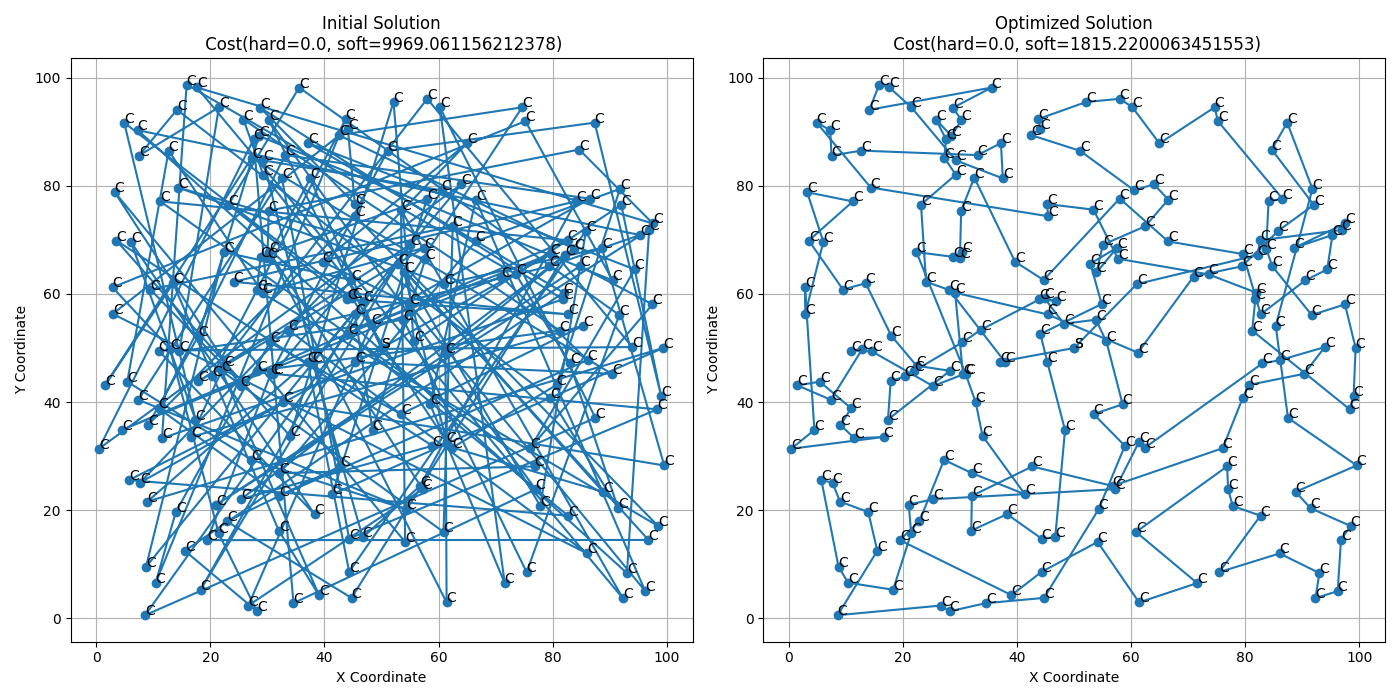 Initial Solution
Cost(hard=0.0, soft=9969.061156212378)
Y Coordinate
100
80
60
40
20
0
S
C
0 20 40 60 80 100
X Coordinate
Optimized Solution
Cost(hard=0.0, soft=1815.2200063451553)
Y Coordinate
100
80
60
40
20
0
S
C
0 20 40 60 80 100
X Coordinate